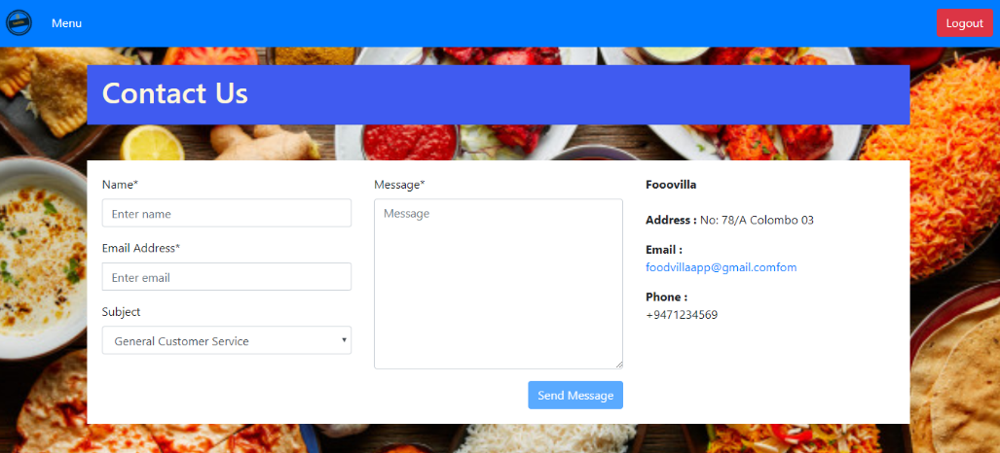 Menu
Logout
Contact Us
Name*
Enter name
Email Address*
Enter email
Subject
General Customer Service
Message*
Message
Send Message
Fooovilla
Address : No: 78/A Colombo 03
Email :
foodvillaapp@gmail.comfom
Phone :
+9471234569